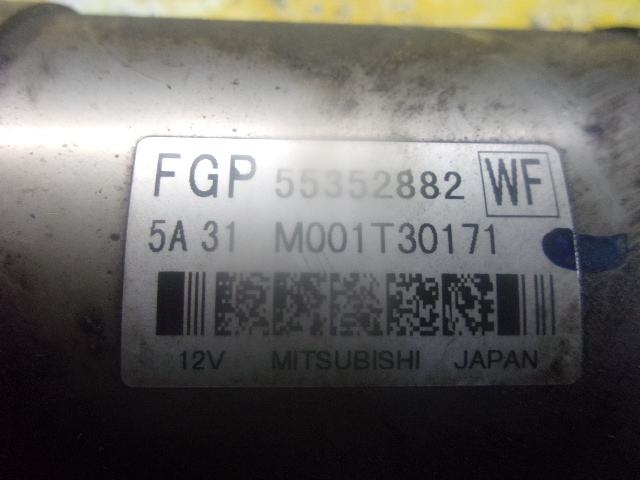 FGP 55352882 WF
5A 31 M001T30171
12V MITSUBISHI JAPAN